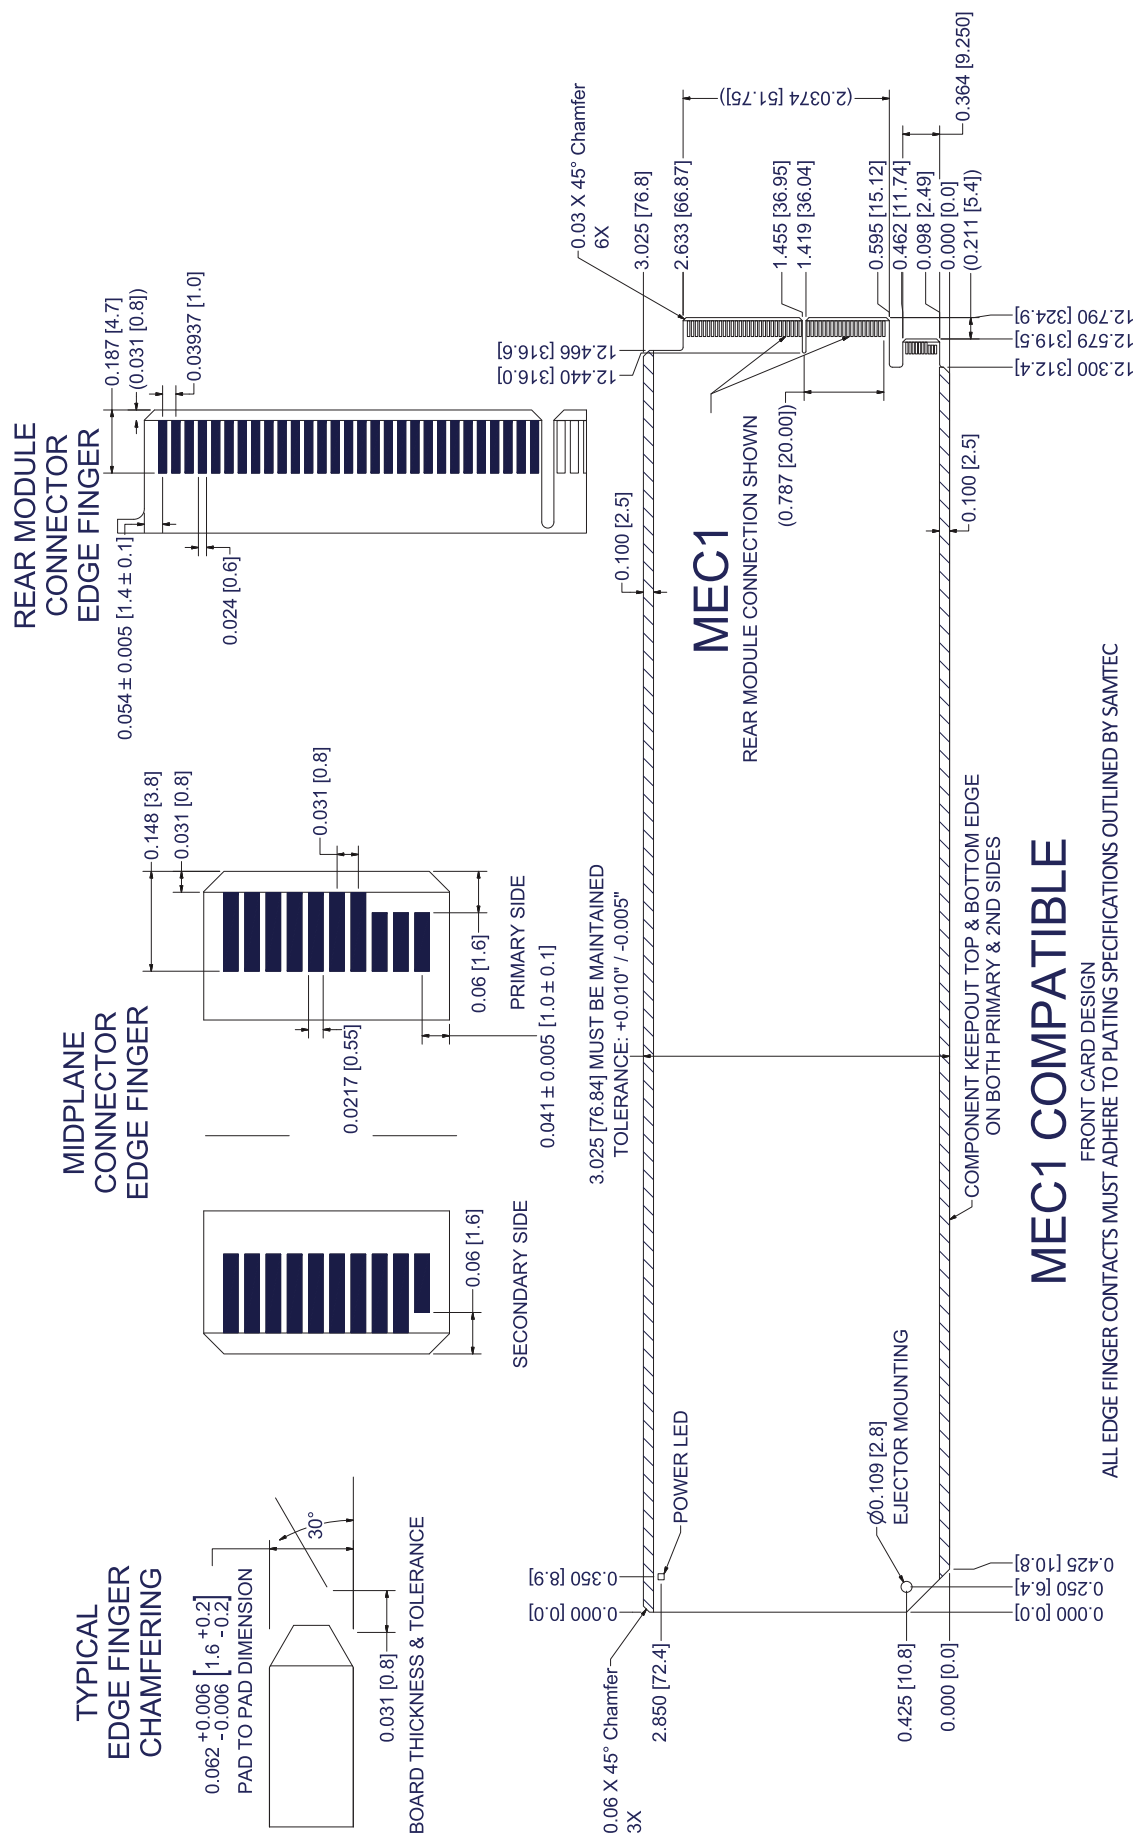 TYPICAL
EDGE FINGER
CHAMFERING
0.062 +0.006 -0.006 [1.6 +0.2 -0.2]
PAD TO PAD DIMENSION
30°
0.031 [0.8]
BOARD THICKNESS & TOLERANCE
MIDPLANE
CONNECTOR
EDGE FINGER
0.06 [1.6]
SECONDARY SIDE
0.148 [3.8]
0.031 [0.8]
0.031 [0.8]
0.0217 [0.55]
0.06 [1.6]
PRIMARY SIDE
0.041 ± 0.005 [1.0 ± 0.1]
REAR MODULE
CONNECTOR
EDGE FINGER
0.187 [4.7]
(0.031 [0.8])
0.03937 [1.0]
0.054 ± 0.005 [1.4 ± 0.1]
0.024 [0.6]
0.06 X 45° Chamfer
3X
0.000 [0.0]
0.350 [8.9]
2.850 [72.4]
POWER LED
3.025 [76.84] MUST BE MAINTAINED
TOLERANCE: +0.010" / -0.005"
0.100 [2.5]
12.440 [316.0]
12.466 [316.6]
0.03 X 45° Chamfer
6X
3.025 [76.8]
2.633 [66.87]
(2.0374 [51.75])
1.455 [36.95]
1.419 [36.04]
0.595 [15.12]
0.462 [11.74]
0.098 [2.49]
0.000 [0.0]
(0.211 [5.4])
0.364 [9.250]
MEC1
REAR MODULE CONNECTION SHOWN
(0.787 [20.00])
0.100 [2.5]
12.300 [312.4]
12.579 [319.5]
12.790 [324.9]
Ø0.109 [2.8]
EJECTOR MOUNTING
0.425 [10.8]
0.000 [0.0]
0.000 [0.0]
0.250 [6.4]
0.425 [10.8]
COMPONENT KEEPOUT TOP & BOTTOM EDGE
ON BOTH PRIMARY & 2ND SIDES
MEC1 COMPATIBLE
FRONT CARD DESIGN
ALL EDGE FINGER CONTACTS MUST ADHERE TO PLATING SPECIFICATIONS OUTLINED BY SAMTEC